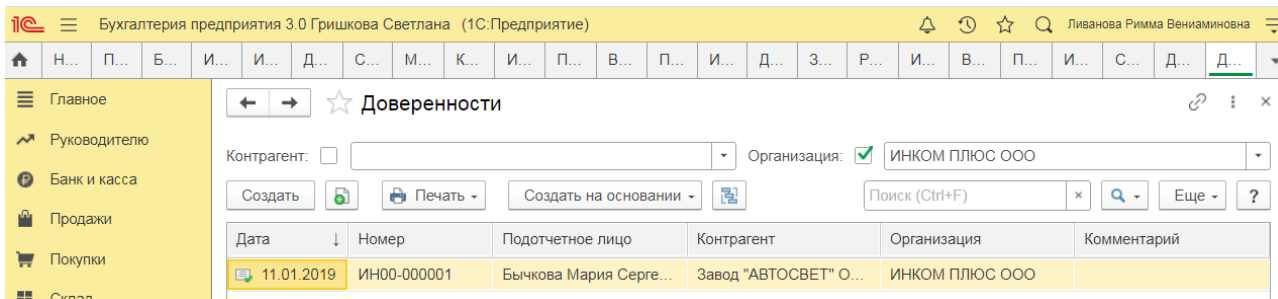 1С Бухгалтерия предприятия 3.0 Гришкова Светлана (1С:Предприятие) Ливанова Римма Вениаминовна
Н... П... Б... И... И... Д... С... М... К... И... П... В... П... И... Д... З... Р... И... В... П... И... С... Д... Д...
Главное
Доверенности
Руководителю
Контрагент: Организация: ИНКОМ ПЛЮС ООО
Банк и касса
Создать Печать Создать на основании Поиск (Ctrl+F) × Еще ?
Продажи
Дата ↓ Номер Подотчетное лицо Контрагент Организация Комментарий
Покупки
11.01.2019 ИН00-000001 Бычкова Мария Серге... Завод "АВТОСВЕТ" О... ИНКОМ ПЛЮС ООО
Склад